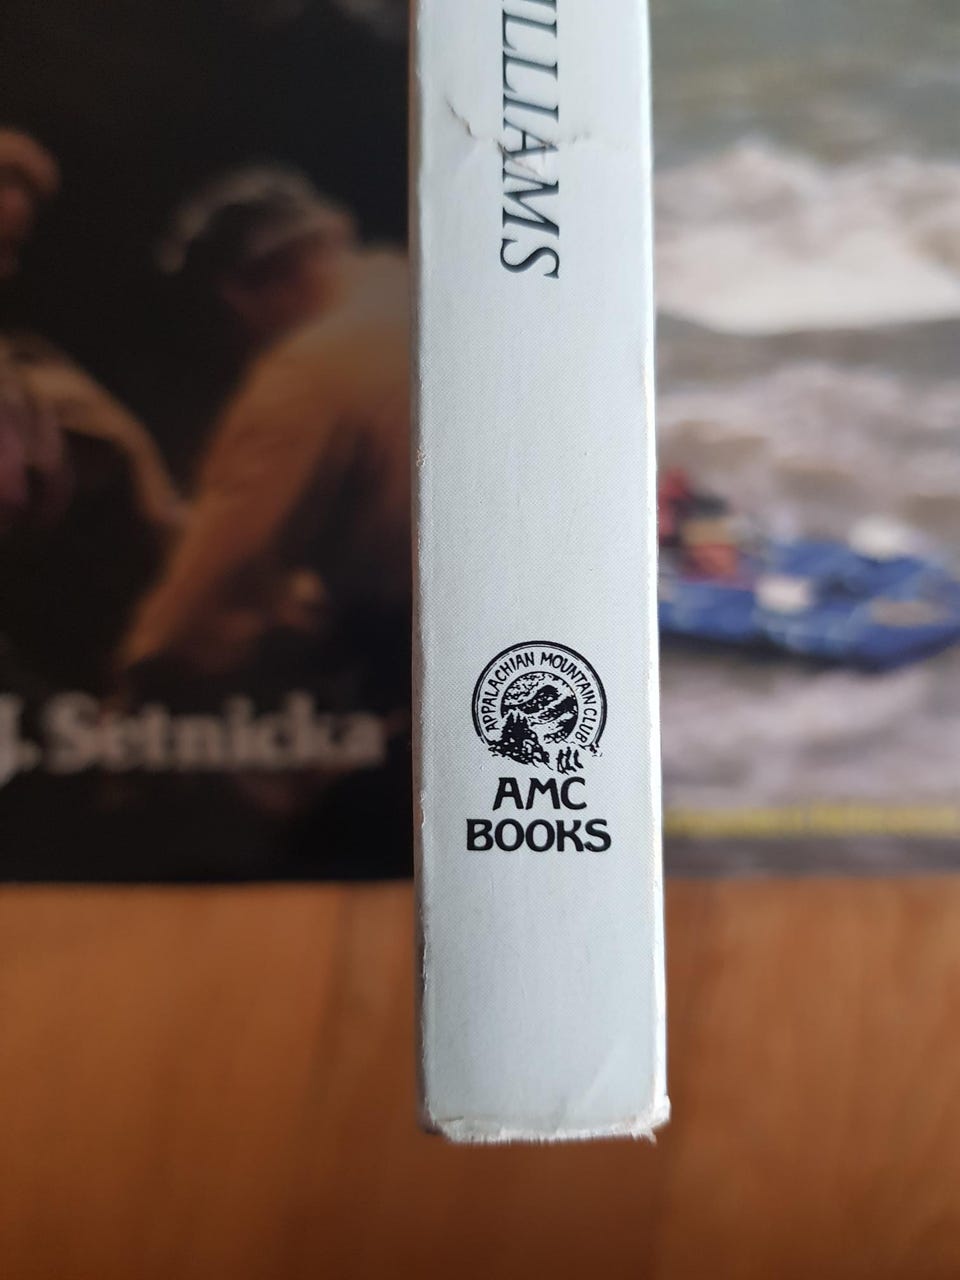 ILLIAMS
APPALACHIAN MOUNTAIN CLUB
AMC
BOOKS
J. Setnicka